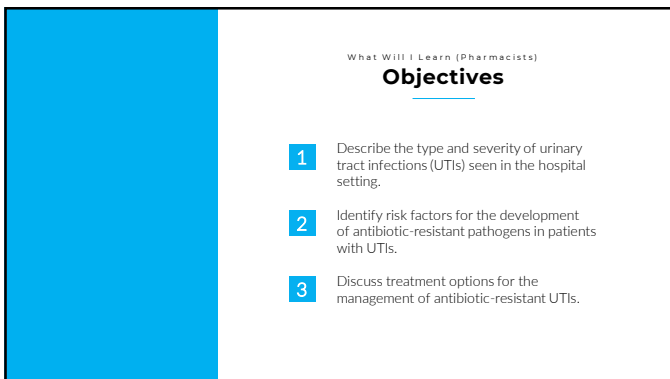 What Will I Learn (Pharmacists)
Objectives
1
Describe the type and severity of urinary
tract infections (UTIs) seen in the hospital
setting.
2
Identify risk factors for the development
of antibiotic-resistant pathogens in patients
with UTIs.
3
Discuss treatment options for the
management of antibiotic-resistant UTIs.